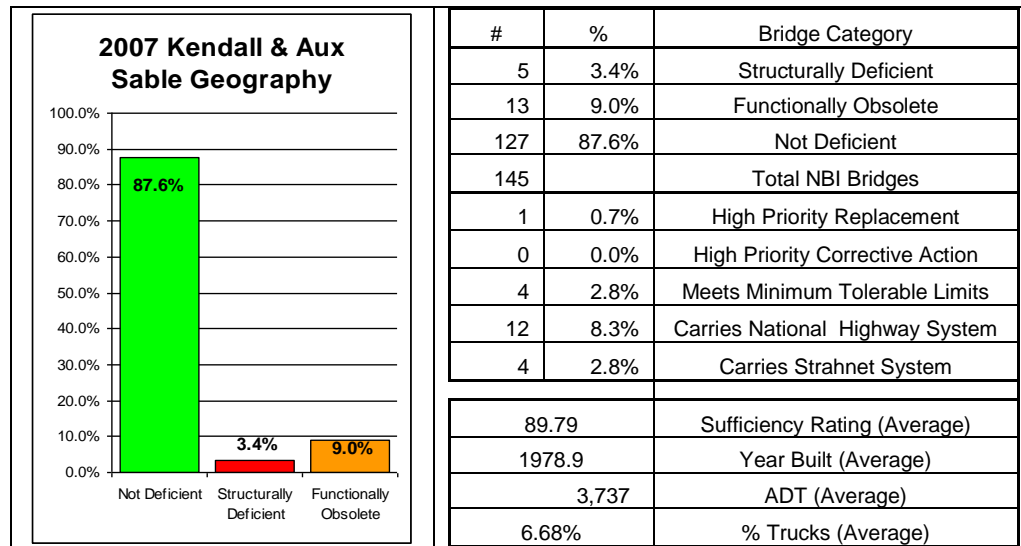 2007 Kendall & Aux
Sable Geography
100.0%
90.0%
80.0%
70.0%
60.0%
50.0%
40.0%
30.0%
20.0%
10.0%
0.0%
87.6%
3.4%
9.0%
Not Deficient Structurally Functionally
Deficient Obsolete
# % Bridge Category
5 3.4% Structurally Deficient
13 9.0% Functionally Obsolete
127 87.6% Not Deficient
145 Total NBI Bridges
1 0.7% High Priority Replacement
0 0.0% High Priority Corrective Action
4 2.8% Meets Minimum Tolerable Limits
12 8.3% Carries National Highway System
4 2.8% Carries Strahnet System
89.79 Sufficiency Rating (Average)
1978.9 Year Built (Average)
3,737 ADT (Average)
6.68% % Trucks (Average)